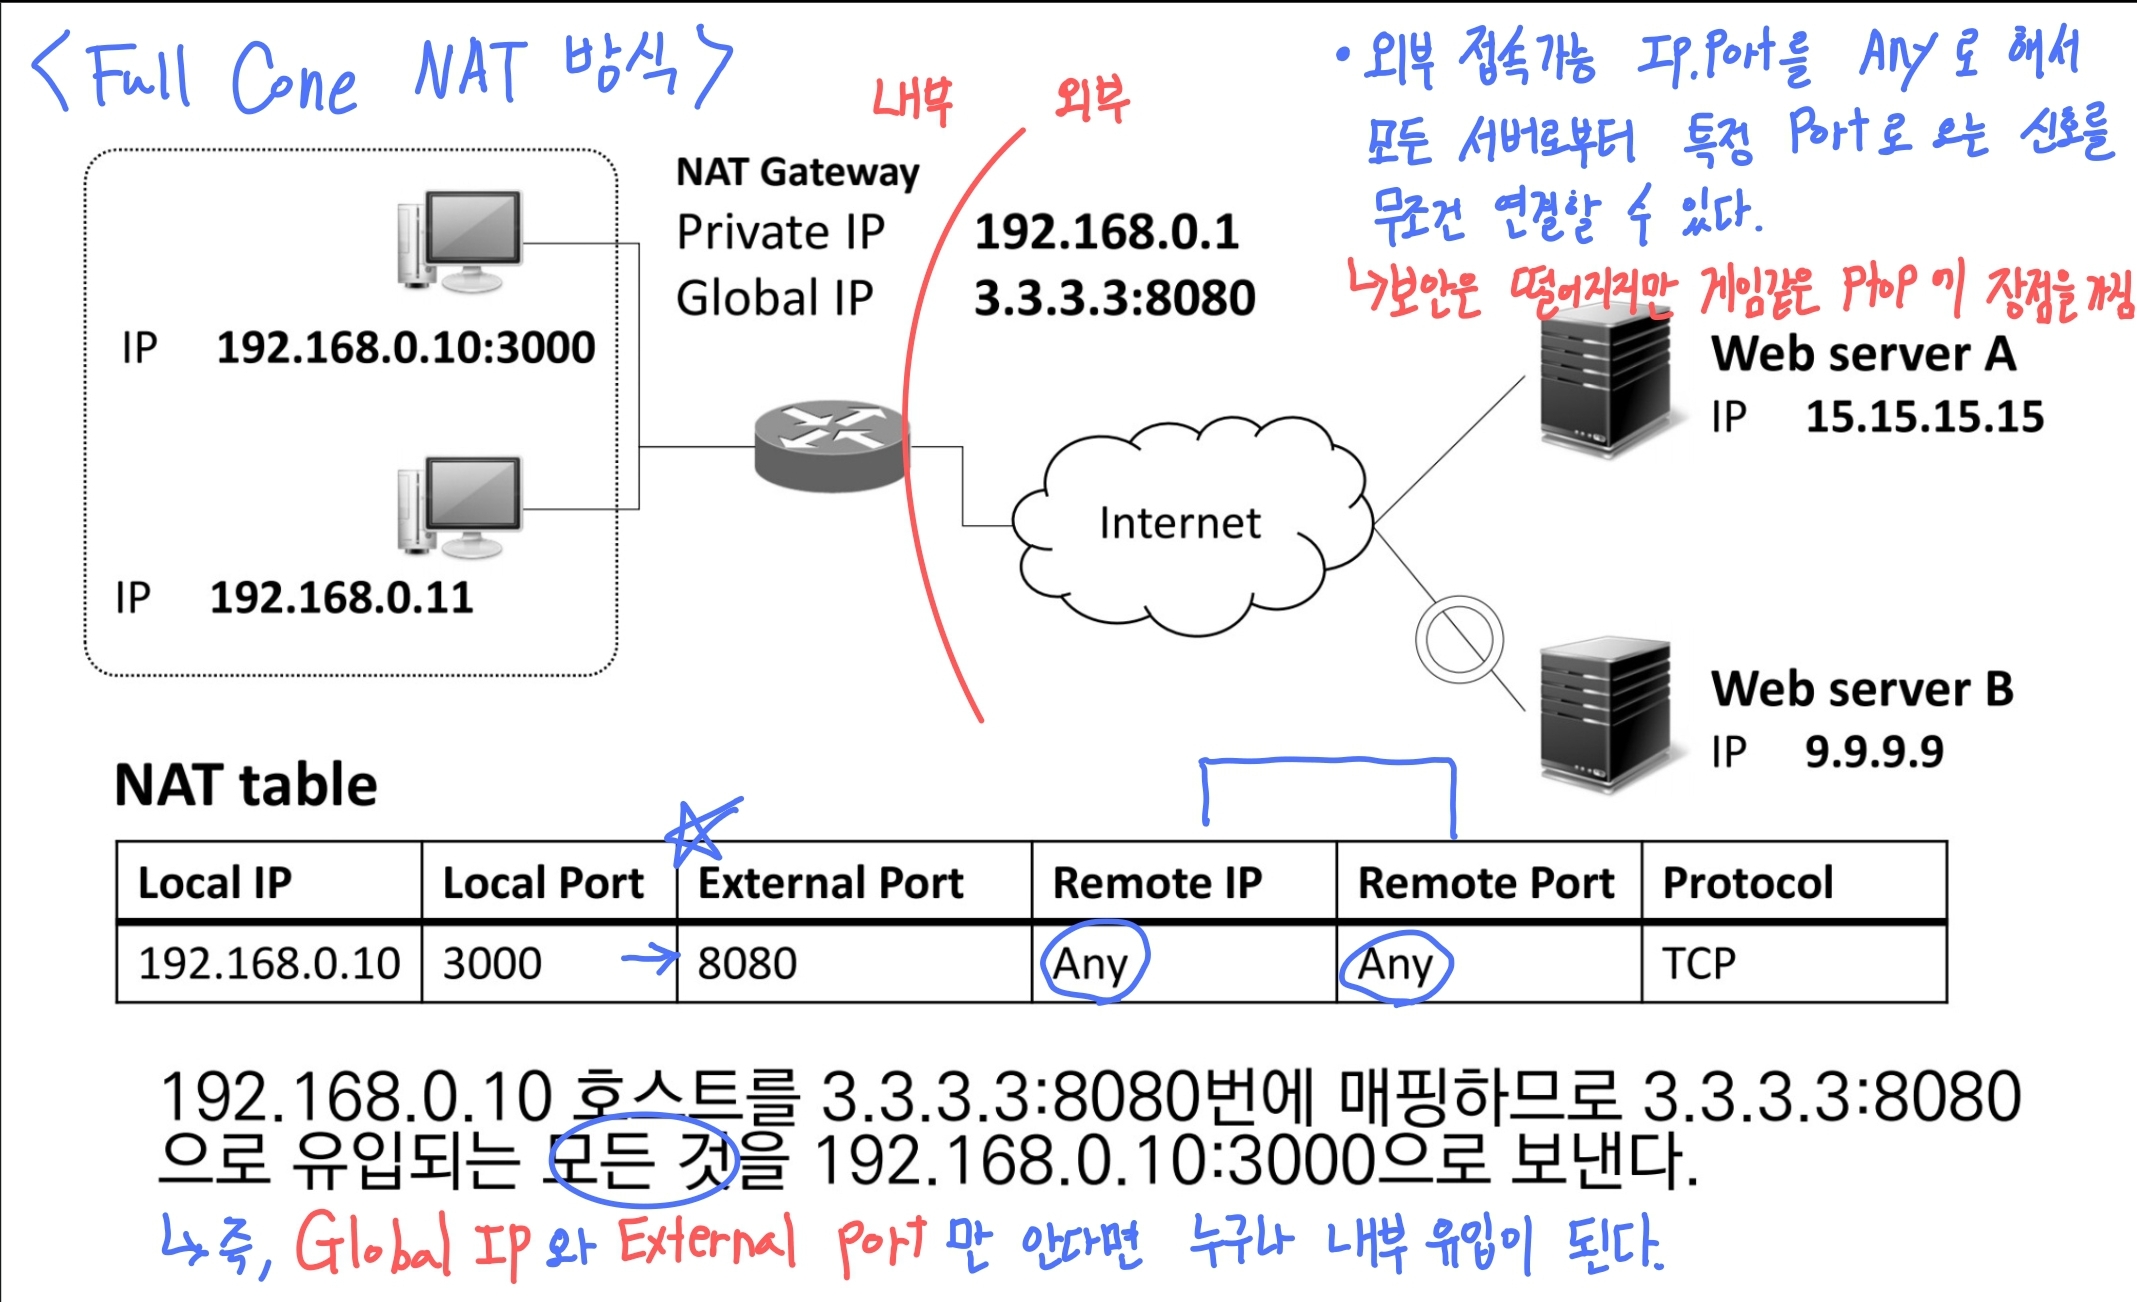 <Full Cone NAT 방식>
내부 외부
• 외부 접속가능 IP.Port를 Any로 해서
모든 서버로부터 특정 Port로 오는 신호를
무조건 연결할 수 있다.
↳보안은 떨어지지만 게임같은 PtoP에 장점을 가짐
NAT Gateway
Private IP 192.168.0.1
Global IP 3.3.3.3:8080
IP 192.168.0.10:3000
IP 192.168.0.11
Internet
Web server A
IP 15.15.15.15
Web server B
IP 9.9.9.9
NAT table
Local IP Local Port External Port Remote IP Remote Port Protocol
192.168.0.10 3000 → 8080 Any Any TCP
192.168.0.10 호스트를 3.3.3.3:8080번에 매핑하므로 3.3.3.3:8080
으로 유입되는 모든 것을 192.168.0.10:3000으로 보낸다.
↳즉, Global IP와 External port만 안다면 누구나 내부 유입이 된다.